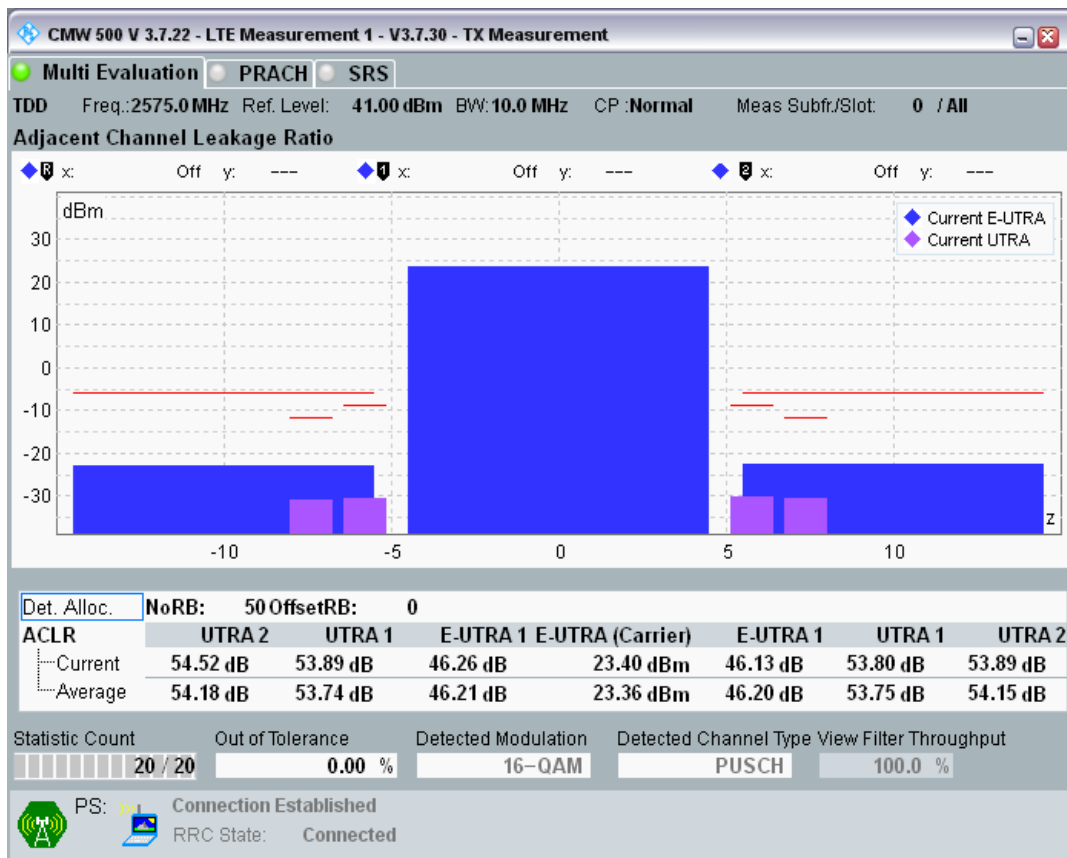 CMW 500 V 3.7.22 - LTE Measurement 1 - V3.7.30 - TX Measurement
Multi Evaluation PRACH SRS
TDD Freq.:2575.0 MHz Ref. Level: 41.00 dBm BW:10.0 MHz CP :Normal Meas Subfr./Slot: 0 / All
Adjacent Channel Leakage Ratio
R x: Off y: --- 1 x: Off y: --- 2 x: Off y: ---
dBm
Current E-UTRA
Current UTRA
30
20
10
0
-10
-20
-30
z
-10 -5 0 5 10
Det. Alloc. NoRB: 50 OffsetRB: 0
ACLR UTRA 2 UTRA 1 E-UTRA 1 E-UTRA (Carrier) E-UTRA 1 UTRA 1 UTRA 2
Current 54.52 dB 53.89 dB 46.26 dB 23.40 dBm 46.13 dB 53.80 dB 53.89 dB
Average 54.18 dB 53.74 dB 46.21 dB 23.36 dBm 46.20 dB 53.75 dB 54.15 dB
Statistic Count Out of Tolerance Detected Modulation Detected Channel Type View Filter Throughput
20 / 20 0.00 % 16-QAM PUSCH 100.0 %
PS: Connection Established
RRC State: Connected